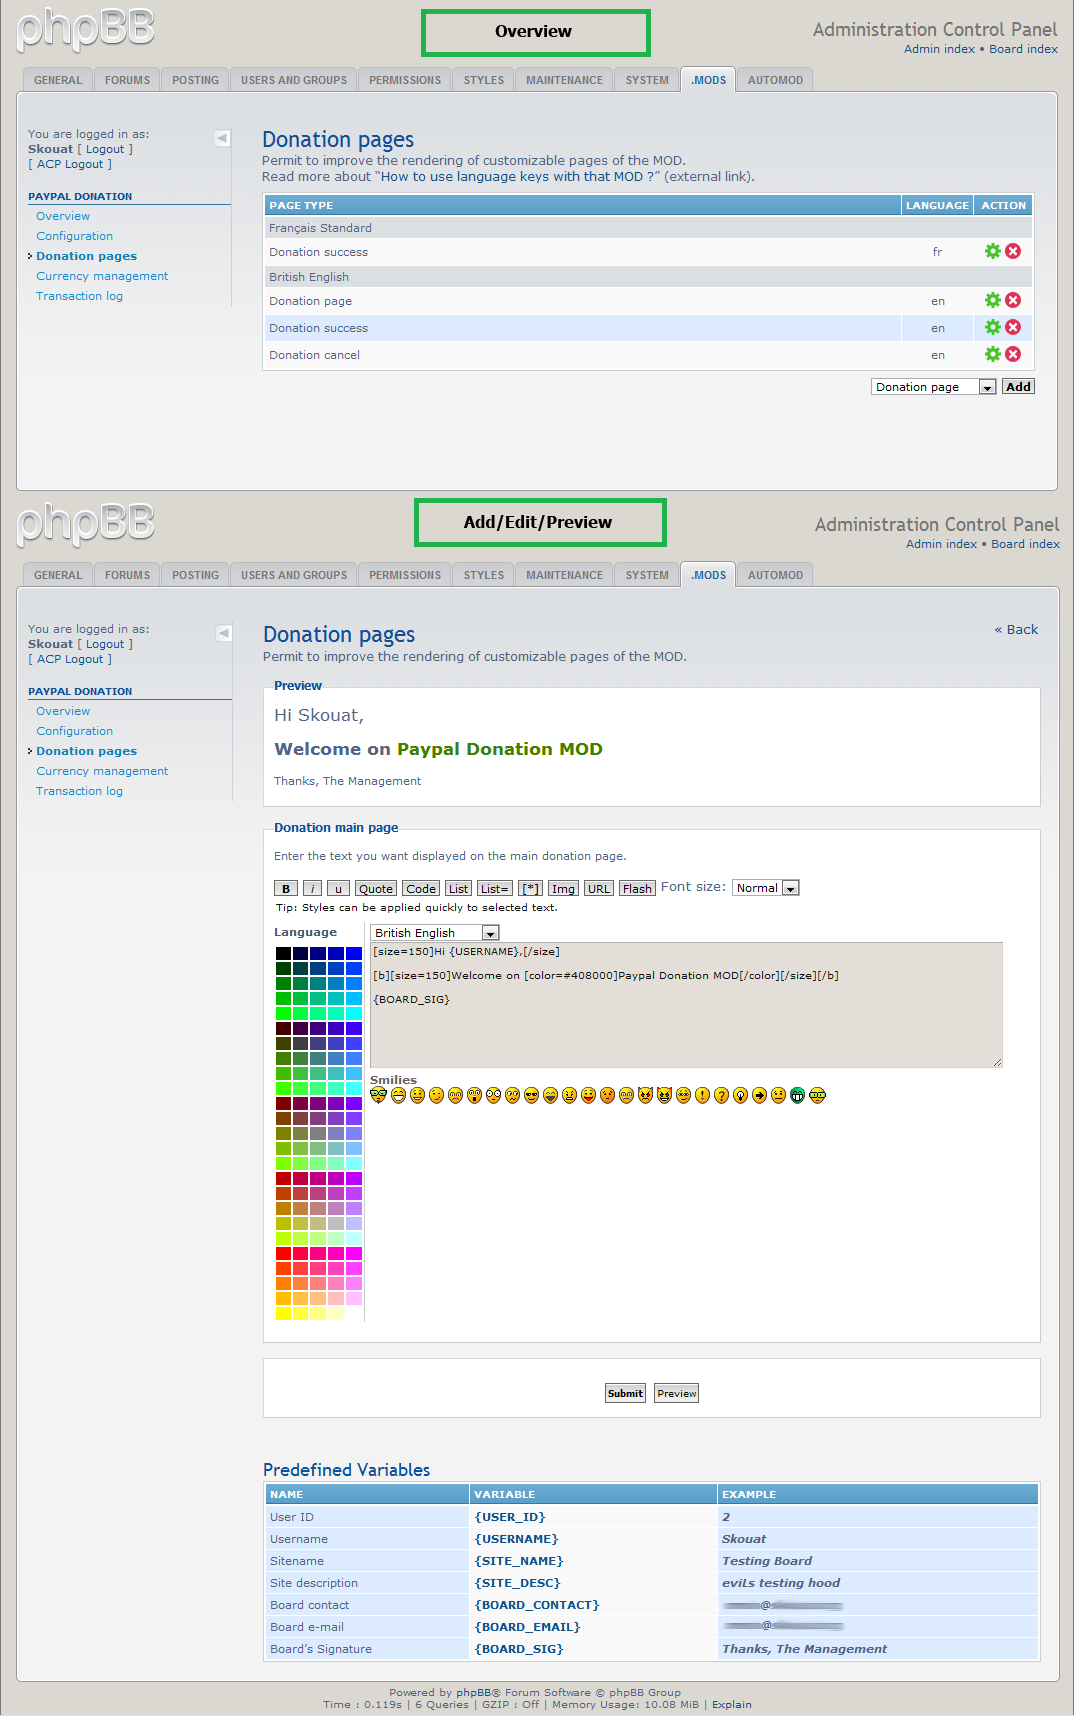 phpBB
Overview
Administration Control Panel
Admin index • Board index
GENERAL FORUMS POSTING USERS AND GROUPS PERMISSIONS STYLES MAINTENANCE SYSTEM .MODS AUTOMOD
You are logged in as:
Skouat [ Logout ]
[ ACP Logout ]
PAYPAL DONATION
Overview
Configuration
Donation pages
Currency management
Transaction log
Donation pages
Permit to improve the rendering of customizable pages of the MOD.
Read more about “How to use language keys with that MOD ?” (external link).
PAGE TYPE LANGUAGE ACTION
Français Standard
Donation success fr
British English
Donation page en
Donation success en
Donation cancel en
Donation page Add
phpBB
Add/Edit/Preview
Administration Control Panel
Admin index • Board index
GENERAL FORUMS POSTING USERS AND GROUPS PERMISSIONS STYLES MAINTENANCE SYSTEM .MODS AUTOMOD
You are logged in as:
Skouat [ Logout ]
[ ACP Logout ]
PAYPAL DONATION
Overview
Configuration
Donation pages
Currency management
Transaction log
« Back
Donation pages
Permit to improve the rendering of customizable pages of the MOD.
Preview
Hi Skouat,
Welcome on Paypal Donation MOD
Thanks, The Management
Donation main page
Enter the text you want displayed on the main donation page.
B i u Quote Code List List= [*] Img URL Flash Font size: Normal
Tip: Styles can be applied quickly to selected text.
Language British English
[size=150]Hi {USERNAME},[/size]
[b][size=150]Welcome on [color=#408000]Paypal Donation MOD[/color][/size][/b]
{BOARD_SIG}
Smilies
Submit Preview
Predefined Variables
NAME VARIABLE EXAMPLE
User ID {USER_ID} 2
Username {USERNAME} Skouat
Sitename {SITE_NAME} Testing Board
Site description {SITE_DESC} eviLs testing hood
Board contact {BOARD_CONTACT} @
Board e-mail {BOARD_EMAIL} @
Board’s Signature {BOARD_SIG} Thanks, The Management
Powered by phpBB® Forum Software © phpBB Group
Time : 0.119s | 6 Queries | GZIP : Off | Memory Usage: 10.08 MiB | Explain